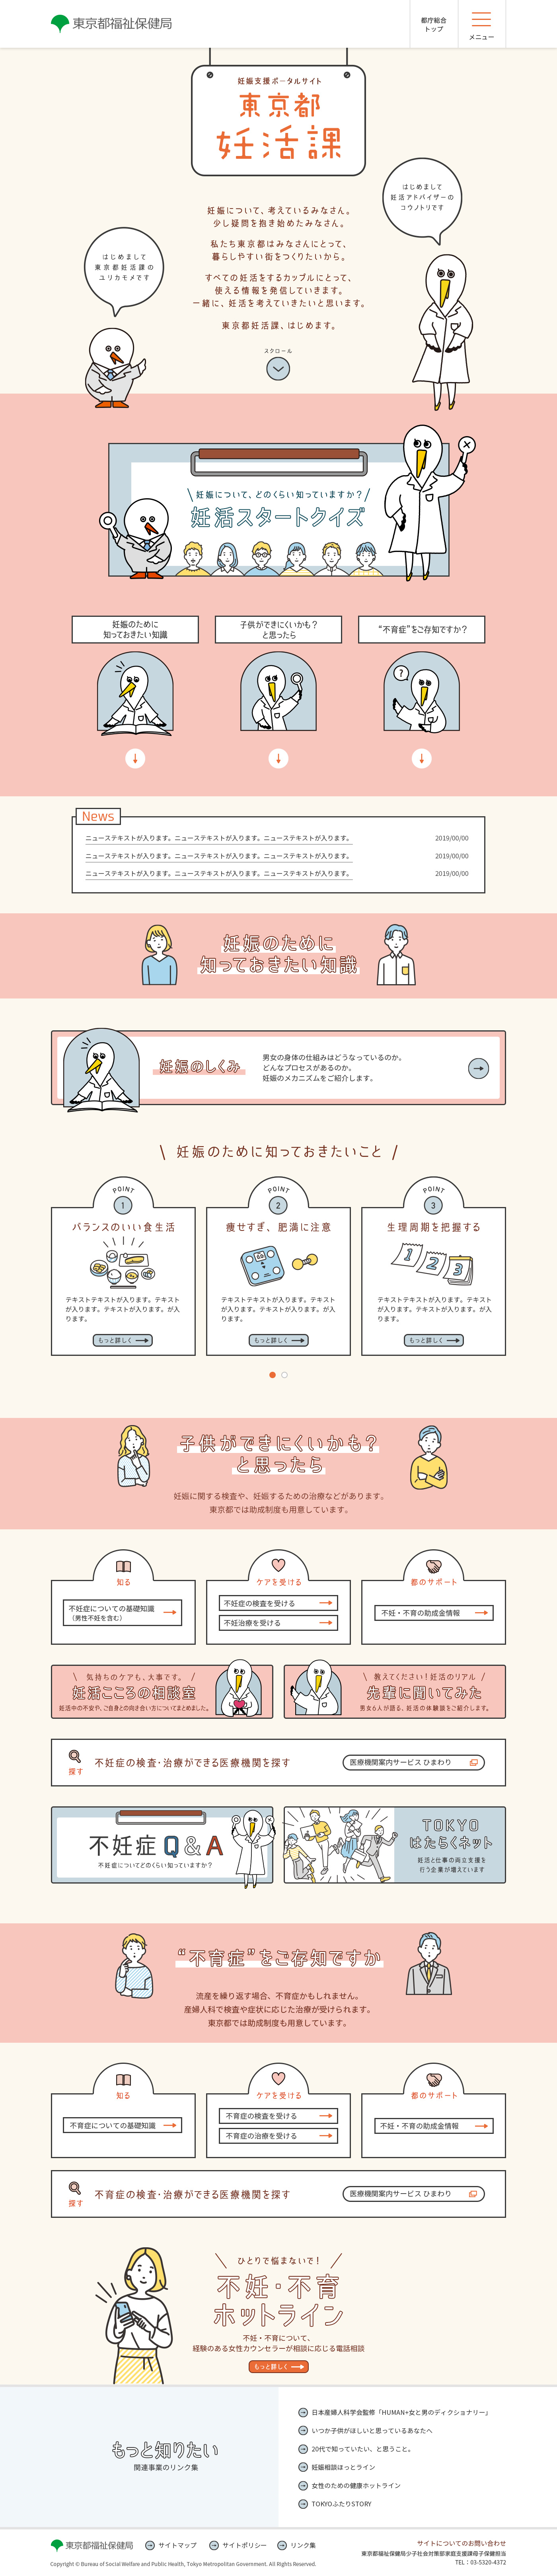 東京都福祉保健局
都庁総合
トップ
メニュー
妊娠支援ポータルサイト
東京都
妊活課
はじめまして
妊活アドバイザーの
コウノトリです
妊娠について、考えているみなさん。
少し疑問を抱き始めたみなさん。
私たち東京都はみなさんにとって、
暮らしやすい街をつくりたいから。
はじめまして
東京都妊活課の
ユリカモメです
すべての妊活をするカップルにとって、
使える情報を発信していきます。
一緒に、妊活を考えていきたいと思います。
東京都妊活課、はじめます。
スクロール
妊娠について、どのくらい知っていますか？
妊活スタートクイズ
妊娠のために
知っておきたい知識
子供ができにくいかも？
と思ったら
“不育症”をご存知ですか？
?
News
ニューステキストが入ります。ニューステキストが入ります。ニューステキストが入ります。 2019/00/00
ニューステキストが入ります。ニューステキストが入ります。ニューステキストが入ります。 2019/00/00
ニューステキストが入ります。ニューステキストが入ります。ニューステキストが入ります。 2019/00/00
妊娠のために
知っておきたい知識
妊娠のしくみ
男女の身体の仕組みはどうなっているのか。
どんなプロセスがあるのか。
妊娠のメカニズムをご紹介します。
妊娠のために知っておきたいこと
POINT
1
バランスのいい食生活
テキストテキストが入ります。テキスト
が入ります。テキストが入ります。が入
ります。
もっと詳しく
POINT
2
痩せすぎ、肥満に注意
テキストテキストが入ります。テキスト
が入ります。テキストが入ります。が入
ります。
もっと詳しく
POINT
3
生理周期を把握する
1 2 3
テキストテキストが入ります。テキスト
が入ります。テキストが入ります。が入
ります。
もっと詳しく
子供ができにくいかも？
と思ったら
妊娠に関する検査や、妊娠するための治療などがあります。
東京都では助成制度も用意しています。
知る
不妊症についての基礎知識
（男性不妊を含む）
ケアを受ける
不妊症の検査を受ける
不妊治療を受ける
都のサポート
不妊・不育の助成金情報
気持ちのケアも、大事です。
妊活こころの相談室
妊活中の不安や、ご自身との向き合い方についてまとめました。
教えてください！妊活のリアル
先輩に聞いてみた
男女6人が語る、妊活の体験談をご紹介します。
探す
不妊症の検査・治療ができる医療機関を探す
医療機関案内サービス ひまわり
不妊症 Q&A
不妊症についてどのくらい知っていますか？
TOKYO
はたらくネット
妊活と仕事の両立支援を
行う企業が増えています
“不育症”をご存知ですか
流産を繰り返す場合、不育症かもしれません。
産婦人科で検査や症状に応じた治療が受けられます。
東京都では助成制度も用意しています。
知る
不育症についての基礎知識
ケアを受ける
不育症の検査を受ける
不育症の治療を受ける
都のサポート
不妊・不育の助成金情報
探す
不育症の検査・治療ができる医療機関を探す
医療機関案内サービス ひまわり
ひとりで悩まないで！
不妊・不育
ホットライン
不妊・不育について、
経験のある女性カウンセラーが相談に応じる電話相談
もっと詳しく
もっと知りたい
関連事業のリンク集
日本産婦人科学会監修「HUMAN+女と男のディクショナリー」
いつか子供がほしいと思っているあなたへ
20代で知っていたい、と思うこと。
妊娠相談ほっとライン
女性のための健康ホットライン
TOKYOふたりSTORY
東京都福祉保健局
サイトマップ
サイトポリシー
リンク集
サイトについてのお問い合わせ
東京都福祉保健局少子社会対策部家庭支援課母子保健担当
TEL：03-5320-4372
Copyright © Bureau of Social Welfare and Public Health, Tokyo Metropolitan Government. All Rights Reserved.